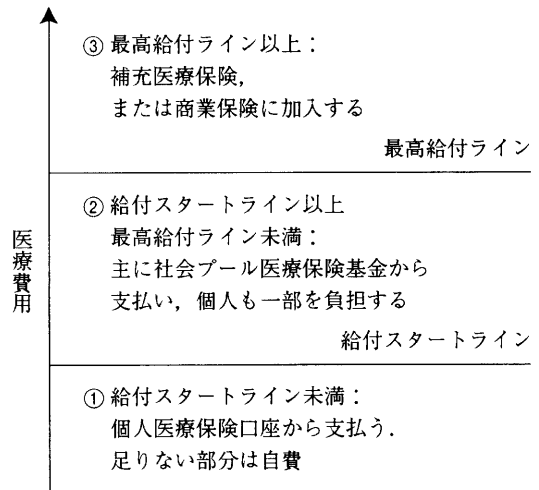 ③ 最高給付ライン以上：
補充医療保険，
または商業保険に加入する
最高給付ライン
② 給付スタートライン以上
最高給付ライン未満：
主に社会プール医療保険基金から
支払い，個人も一部を負担する
給付スタートライン
① 給付スタートライン未満：
個人医療保険口座から支払う．
足りない部分は自費
医療費用